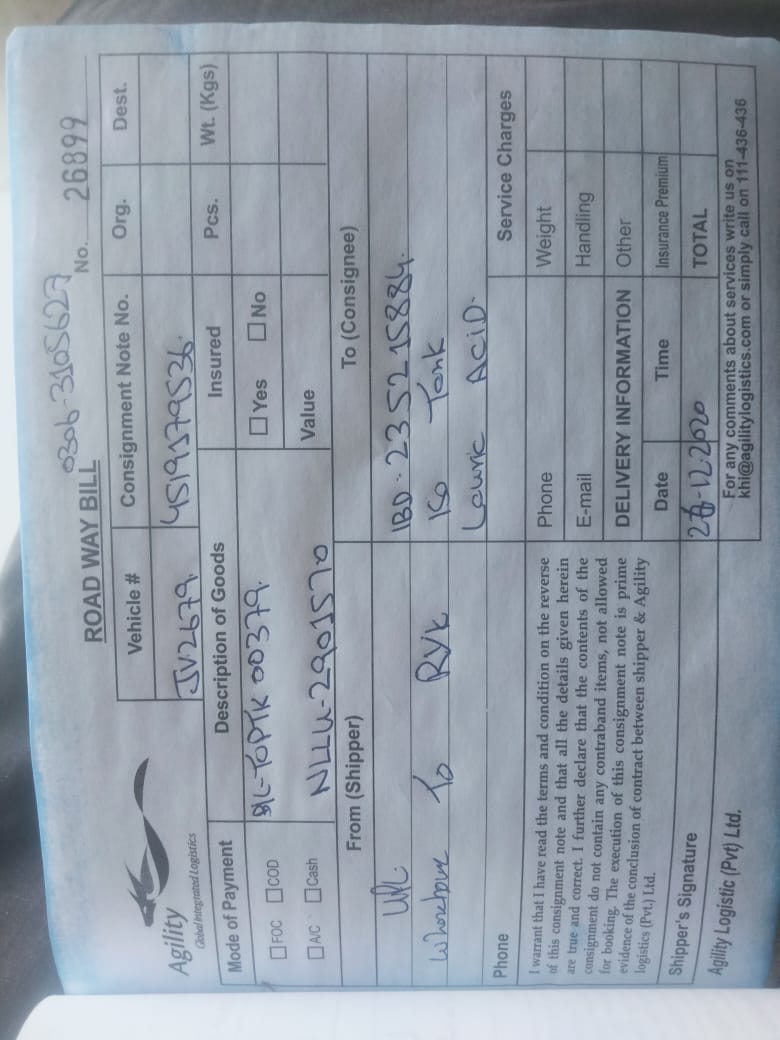 0306-3105627
ROAD WAY BILL
No. 26899
Agility
Global Integrated Logistics
Vehicle #
Consignment Note No.
Org.
Dest.
JV.2679.
4519179536.
Mode of Payment
Description of Goods
Insured
Pcs.
Wt. (Kgs)
FOC
COD
B/L-TOPTK 00379.
Yes
No
A/C
Cash
NLLU-2901570
Value
From (Shipper)
To (Consignee)
UPL.
IBD. 235215884.
To RYK
ISO Tank
Lauric ACiD.
Phone
Service Charges
I warrant that I have read the terms and condition on the reverse
of this consignment note and that all the details given herein
are true and correct. I further declare that the contents of the
consignment do not contain any contraband items, not allowed
for booking. The execution of this consignment note is prime
evidence of the conclusion of contract between shipper & Agility
logistics (Pvt.) Ltd.
Phone
Weight
E-mail
Handling
DELIVERY INFORMATION
Other
Date
Time
Insurance Premium
Shipper's Signature
-12.2020
TOTAL
Agility Logistic (Pvt) Ltd.
For any comments about services write us on
khi@agilitylogistics.com or simply call on 111-436-436